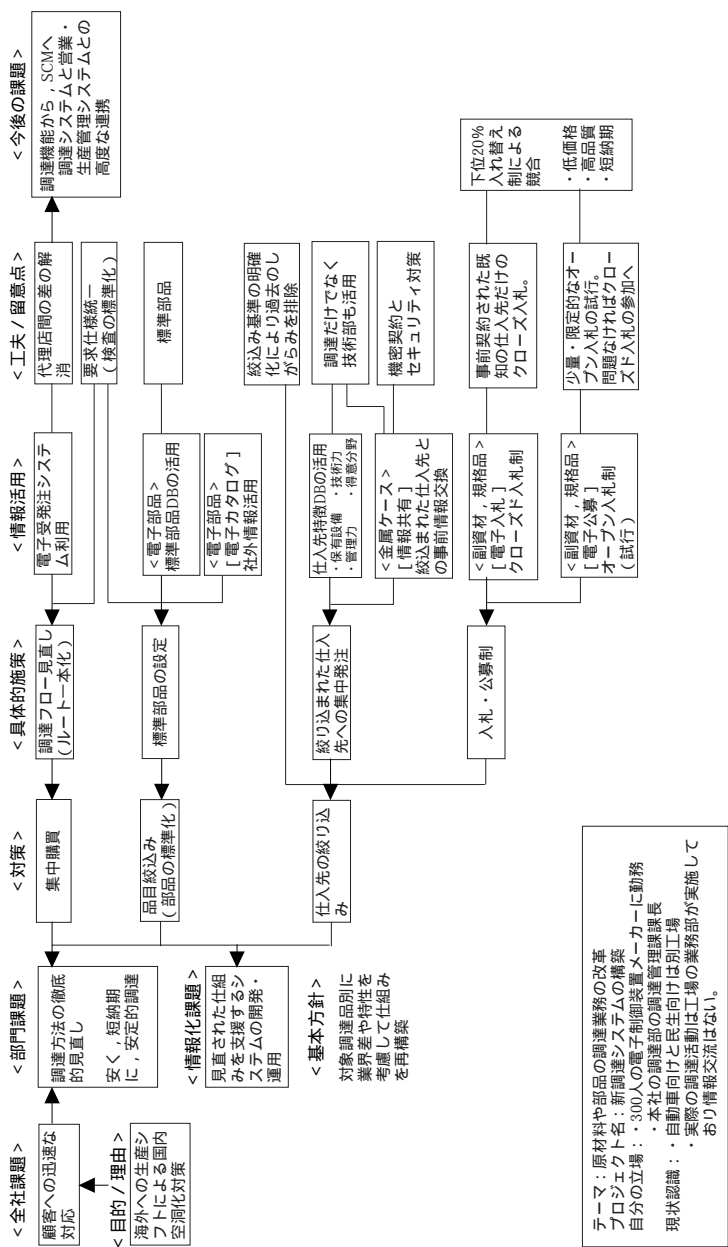 <全社課題>
顧客への迅速な
対応
<目的/理由>
海外への生産シ
フトによる国内
空洞化対策
<部門課題>
調達方法の徹底
的見直し
安く,短納期
に,安定的調達
<情報化課題>
見直された仕組
みを支援するシ
ステムの開発・
運用
<基本方針>
対象調達品別に
業界差や特性を
考慮して仕組み
を再構築
<対策>
集中購買
品目絞込み
(部品の標準化)
仕入先の絞り込
み
<具体的施策>
調達フロー見直し
(ルート一本化)
標準部品の設定
絞り込まれた仕入
先への集中発注
入札・公募制
<情報活用>
電子受発注システ
ム利用
<電子部品>
標準部品DBの活用
<電子部品>
[電子カタログ]
社外情報活用
仕入先特徴DBの活用
・保有設備 ・技術力
・管理力 ・得意分野
<金属ケース>
[情報共有]
絞込まれた仕入先と
の事前情報交換
<副資材,規格品>
[電子入札]
クローズド入札制
<副資材,規格品>
[電子公募]
オープン入札制
(試行)
<工夫/留意点>
代理店間の差の解
消
要求仕様統一
(検査の標準化)
標準部品
絞込み基準の明確
化により過去のし
がらみを排除
調達だけでなく
技術部も活用
機密契約と
セキュリティ対策
事前契約された既
知の仕入先だけの
クローズ入札。
少量・限定的なオー
プン入札の試行。
問題なければクロー
ズド入札の参加へ
<今後の課題>
調達機能から,SCMへ
調達システムと営業・
生産管理システムとの
高度な連携
下位20%
入れ替え
制による
競合
・低価格
・高品質
・短納期
テーマ:原材料や部品の調達業務の改革
プロジェクト名:新調達システムの構築
自分の立場:・300人の電子制御装置メーカーに勤務
・本社の調達部の調達管理課課長
現状認識:・自動車向けと民生向けは別工場
・実際の調達活動は工場の業務部が実施して
おり情報交流はない。